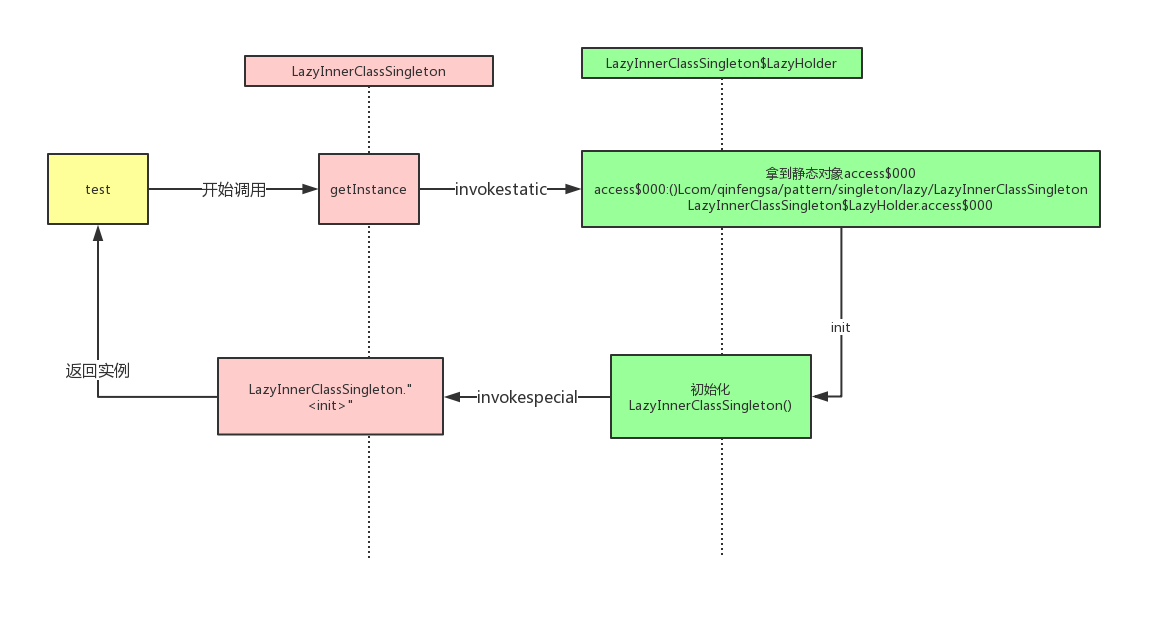 LazyInnerClassSingleton
LazyInnerClassSingleton$LazyHolder
test
开始调用
getInstance
invokestatic
拿到静态对象access$000
access$000:()Lcom/qinfengsa/pattern/singleton/lazy/LazyInnerClassSingleton
LazyInnerClassSingleton$LazyHolder.access$000
init
初始化
LazyInnerClassSingleton()
invokespecial
LazyInnerClassSingleton."
<init>"
返回实例